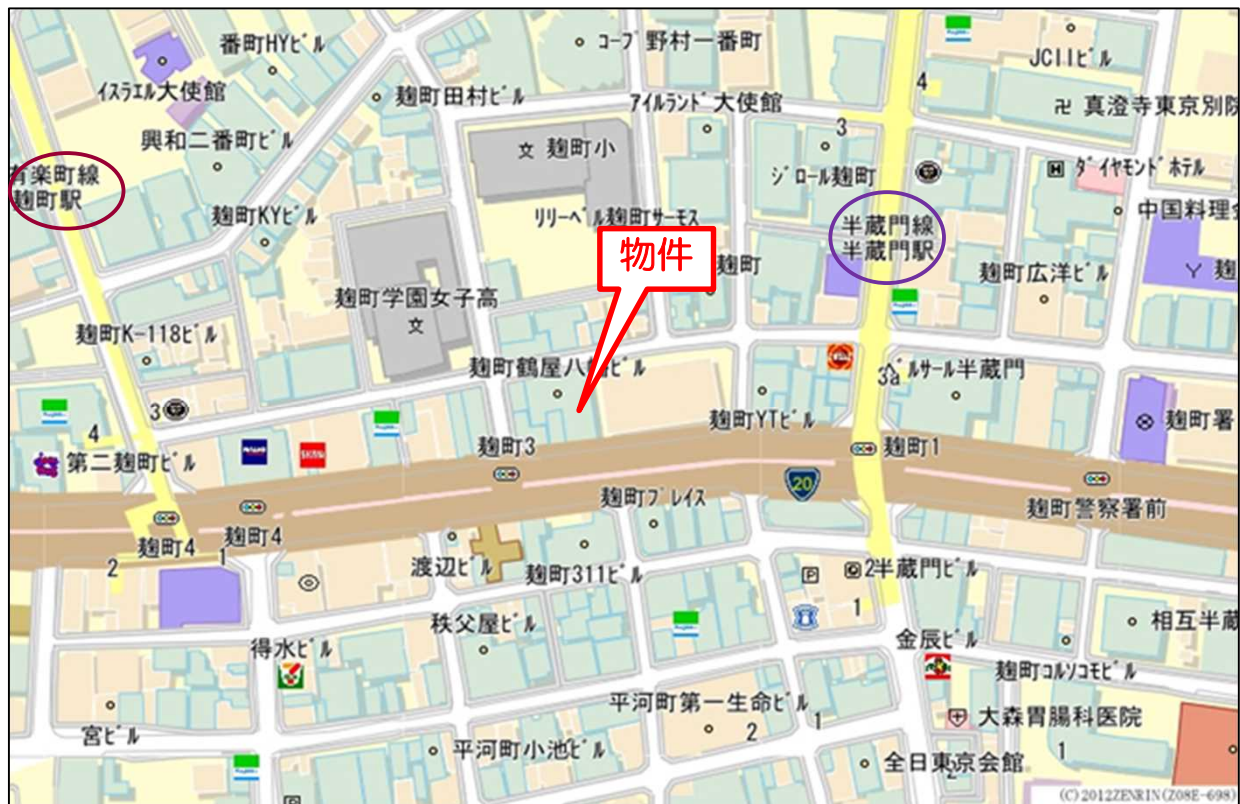 番町HYビル
コープ野村一番町
JCIIビル
4
イスラエル大使館
麹町田村ビル
アイルランド大使館
卍 真澄寺東京別院
興和二番町ビル
文 麹町小
3
ジロール麹町
H ダイヤモンドホテル
有楽町線
麹町駅
麹町KYビル
リリーベル麹町サーモス
半蔵門線
半蔵門駅
中国料理会
物件
麹町
麹町広洋ビル
Y 麹
麹町学園女子高
文
麹町K-118ビル
麹町鶴屋八幡ビル
3a
ベルサール半蔵門
3
麹町YTビル
麹町署
4
第二麹町ビル
麹町3
麹町1
20
麹町プレイス
麹町警察署前
麹町4
麹町4
2
1
渡辺ビル
麹町311ビル
P
2
半蔵門ビル
1
秩父屋ビル
相互半蔵
得水ビル
金辰ビル
麹町コルソコモビル
平河町第一生命ビル
1
大森胃腸科医院
宮ビル
2
平河町小池ビル
1
全日東京会館
2
P
(C)2012ZENRIN(Z08E-698)